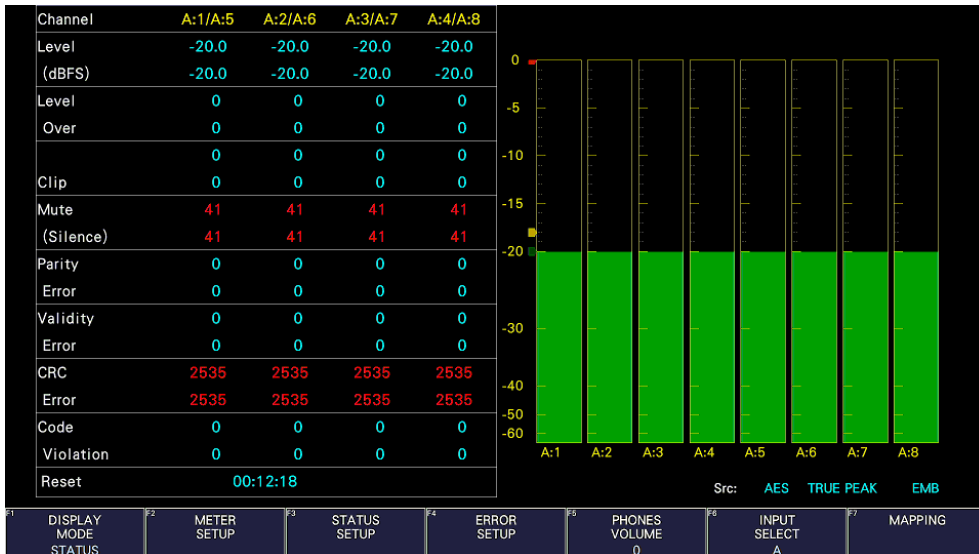 Channel A:1/A:5 A:2/A:6 A:3/A:7 A:4/A:8
Level -20.0 -20.0 -20.0 -20.0
(dBFS) -20.0 -20.0 -20.0 -20.0
Level 0 0 0 0
Over 0 0 0 0
0 0 0 0
Clip 0 0 0 0
Mute 41 41 41 41
(Silence) 41 41 41 41
Parity 0 0 0 0
Error 0 0 0 0
Validity 0 0 0 0
Error 0 0 0 0
CRC 2535 2535 2535 2535
Error 2535 2535 2535 2535
Code 0 0 0 0
Violation 0 0 0 0
Reset 00:12:18
0
-5
-10
-15
-20
-30
-40
-50
-60
A:1 A:2 A:3 A:4 A:5 A:6 A:7 A:8
Src: AES TRUE PEAK EMB
F1 DISPLAY MODE STATUS
F2 METER SETUP
F3 STATUS SETUP
F4 ERROR SETUP
F5 PHONES VOLUME 0
F6 INPUT SELECT A
F7 MAPPING